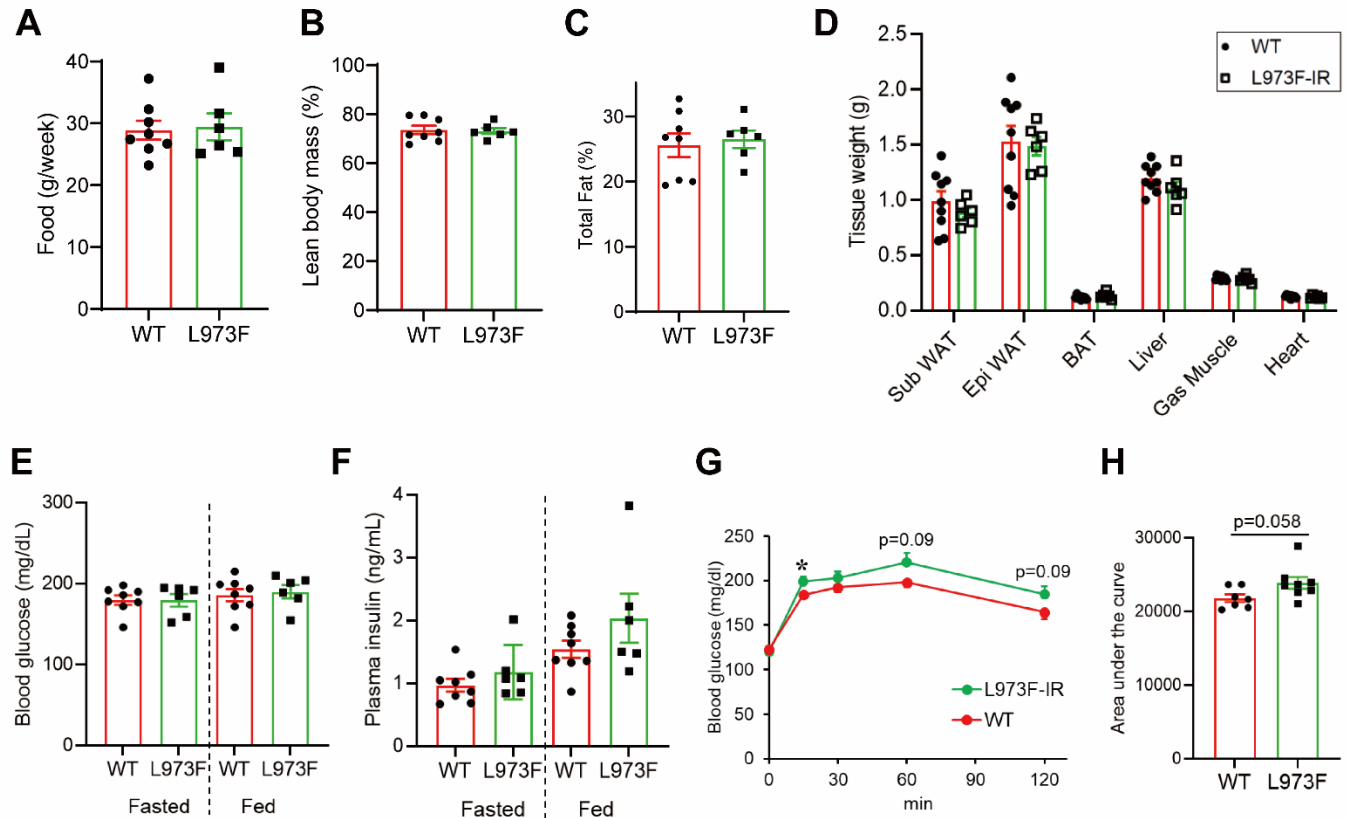 A
Food (g/week)
40
30
20
10
0
WT
L973F
B
Lean body mass (%)
100
80
60
40
20
0
WT
L973F
C
Total Fat (%)
30
20
10
0
WT
L973F
D
Tissue weight (g)
2.5
2.0
1.5
1.0
0.5
0.0
WT
L973F-IR
Sub WAT
Epi WAT
BAT
Liver
Gas Muscle
Heart
E
Blood glucose (mg/dL)
300
200
100
0
WT L973F WT L973F
Fasted Fed
F
Plasma insulin (ng/mL)
4
3
2
1
0
WT L973F WT L973F
Fasted Fed
G
Blood glucose (mg/dl)
250
200
150
100
50
0
*
p=0.09
p=0.09
L973F-IR
WT
0 30 60 90 120
min
H
Area under the curve
30000
20000
10000
0
p=0.058
WT
L973F